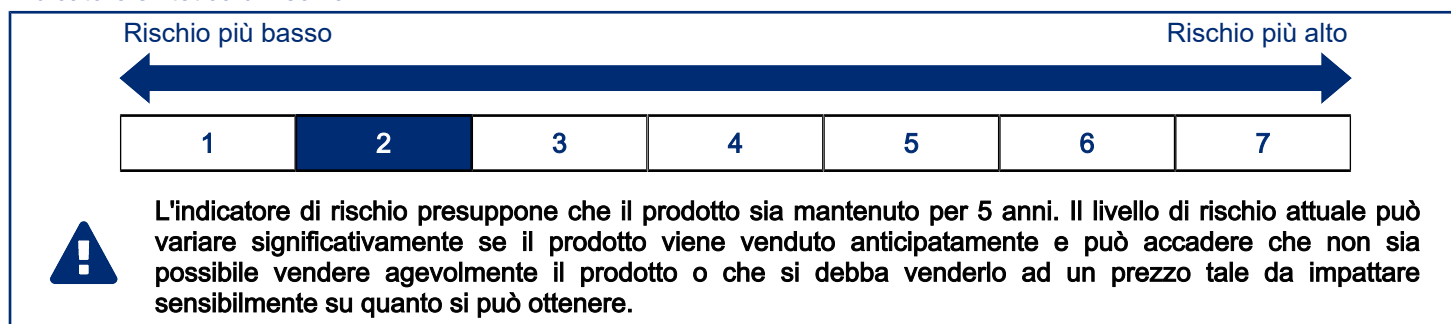 Rischio più basso Rischio più alto
1 2 3 4 5 6 7
L'indicatore di rischio presuppone che il prodotto sia mantenuto per 5 anni. Il livello di rischio attuale può
variare significativamente se il prodotto viene venduto anticipatamente e può accadere che non sia
possibile vendere agevolmente il prodotto o che si debba venderlo ad un prezzo tale da impattare
sensibilmente su quanto si può ottenere.